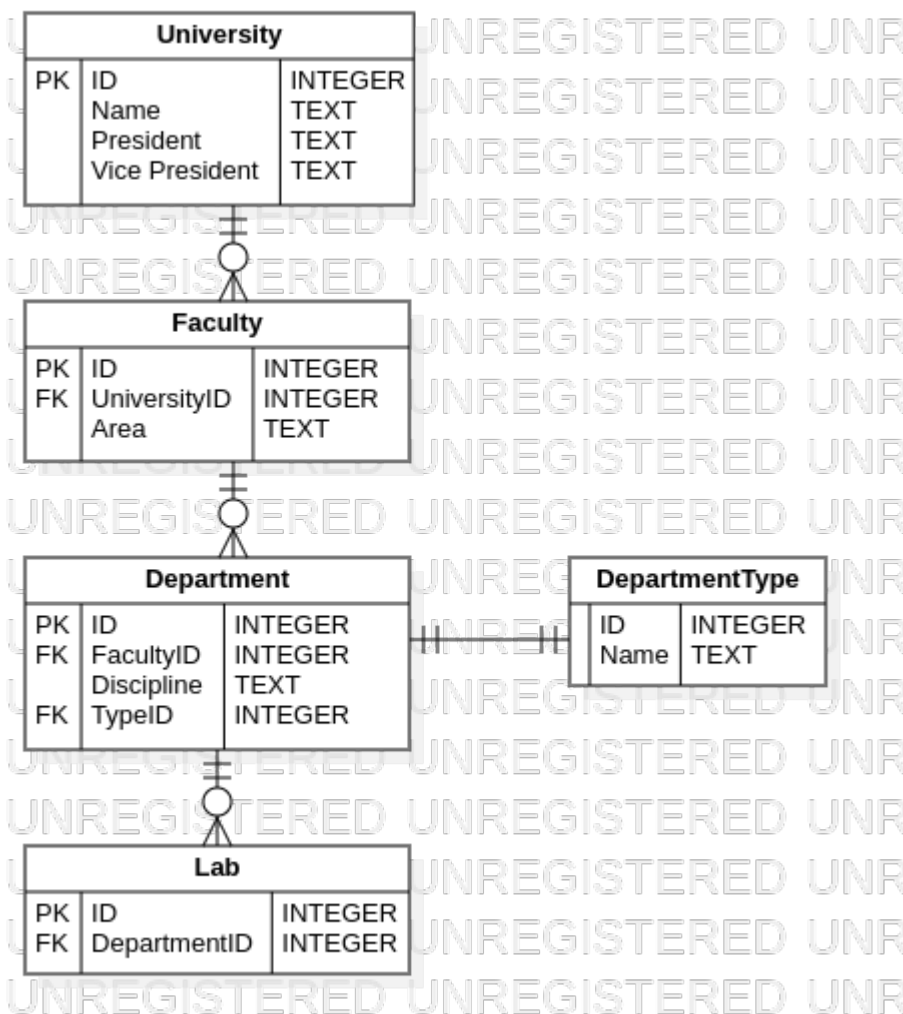 University
PK ID INTEGER
Name TEXT
President TEXT
Vice President TEXT
Faculty
PK ID INTEGER
FK UniversityID INTEGER
Area TEXT
Department
PK ID INTEGER
FK FacultyID INTEGER
Discipline TEXT
FK TypeID INTEGER
DepartmentType
ID INTEGER
Name TEXT
Lab
PK ID INTEGER
FK DepartmentID INTEGER
UNREGISTERED